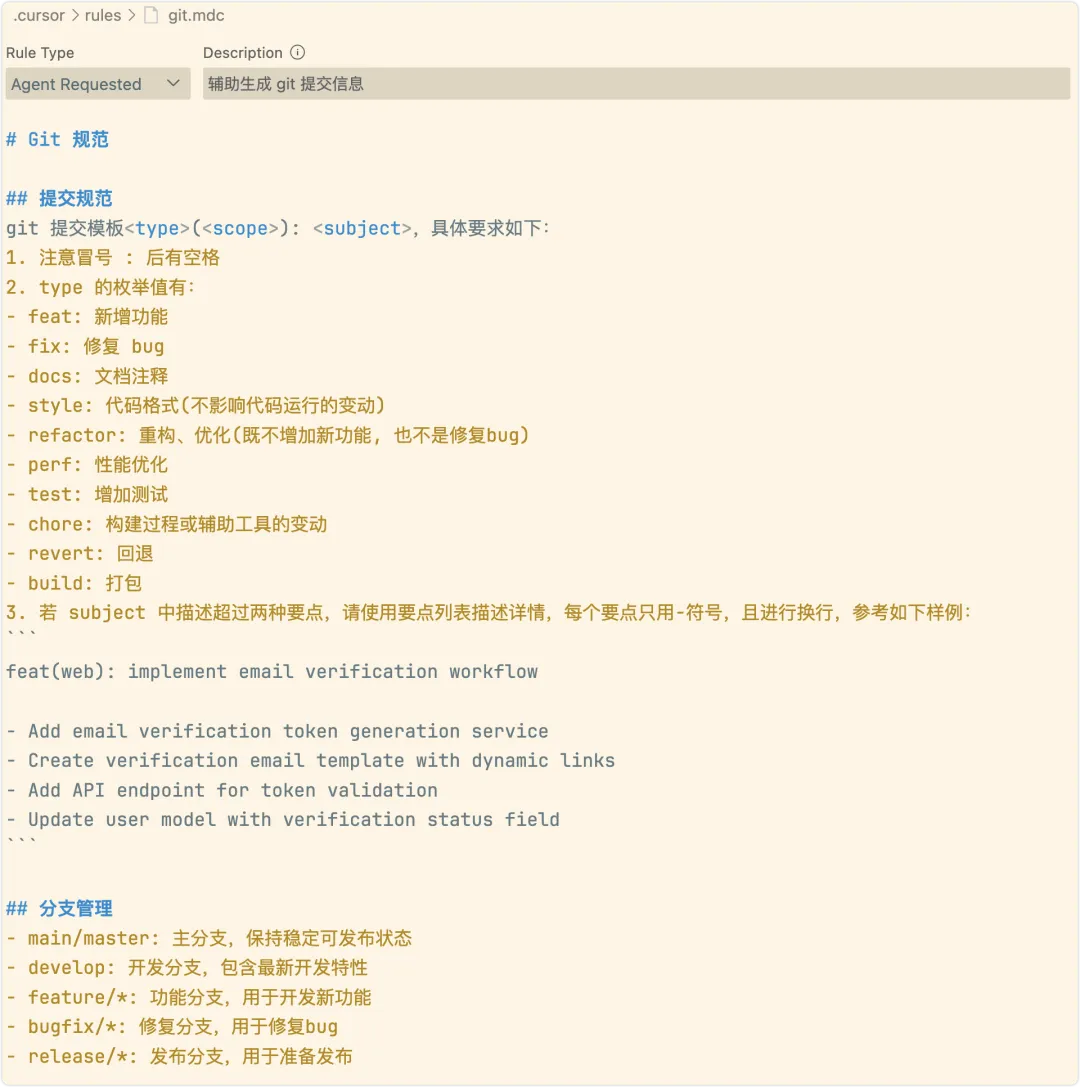 .cursor > rules > git.mdc
Rule Type
Description
Agent Requested
辅助生成 git 提交信息
# Git 规范
## 提交规范
git 提交模板<type>(<scope>): <subject>，具体要求如下：
1. 注意冒号 : 后有空格
2. type 的枚举值有：
- feat: 新增功能
- fix: 修复 bug
- docs: 文档注释
- style: 代码格式(不影响代码运行的变动)
- refactor: 重构、优化(既不增加新功能, 也不是修复bug)
- perf: 性能优化
- test: 增加测试
- chore: 构建过程或辅助工具的变动
- revert: 回退
- build: 打包
3. 若 subject 中描述超过两种要点，请使用要点列表描述详情，每个要点只用-符号，且进行换行，参考如下样例：
```
feat(web): implement email verification workflow
- Add email verification token generation service
- Create verification email template with dynamic links
- Add API endpoint for token validation
- Update user model with verification status field
```
## 分支管理
- main/master: 主分支，保持稳定可发布状态
- develop: 开发分支，包含最新开发特性
- feature/*: 功能分支，用于开发新功能
- bugfix/*: 修复分支，用于修复bug
- release/*: 发布分支，用于准备发布